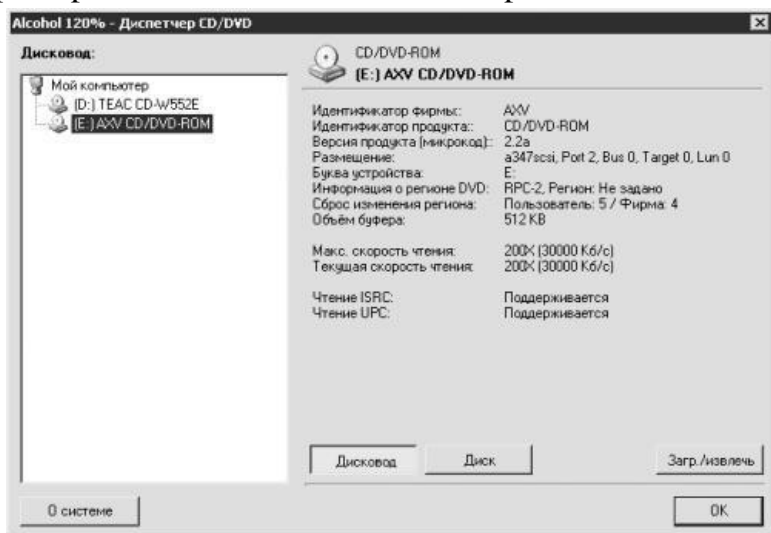 Alcohol 120% - Диспетчер CD/DVD
Дисковод:
Мой компьютер
(D:) TEAC CD-W552E
(E:) AXV CD/DVD-ROM
CD/DVD-ROM
(E:) AXV CD/DVD-ROM
Идентификатор фирмы: AXV
Идентификатор продукта:: CD/DVD-ROM
Версия продукта (микрокод):: 2.2a
Размещение: a347scsi, Port 2, Bus 0, Target 0, Lun 0
Буква устройства: E:
Информация о регионе DVD: RPC-2, Регион: Не задано
Сброс изменения региона: Пользователь: 5 / Фирма: 4
Объём буфера: 512 KB
Макс. скорость чтения: 200X (30000 Кб/с)
Текущая скорость чтения: 200X (30000 Кб/с)
Чтение ISRC: Поддерживается
Чтение UPC: Поддерживается
Дисковод Диск Загр./извлечь
О системе OK